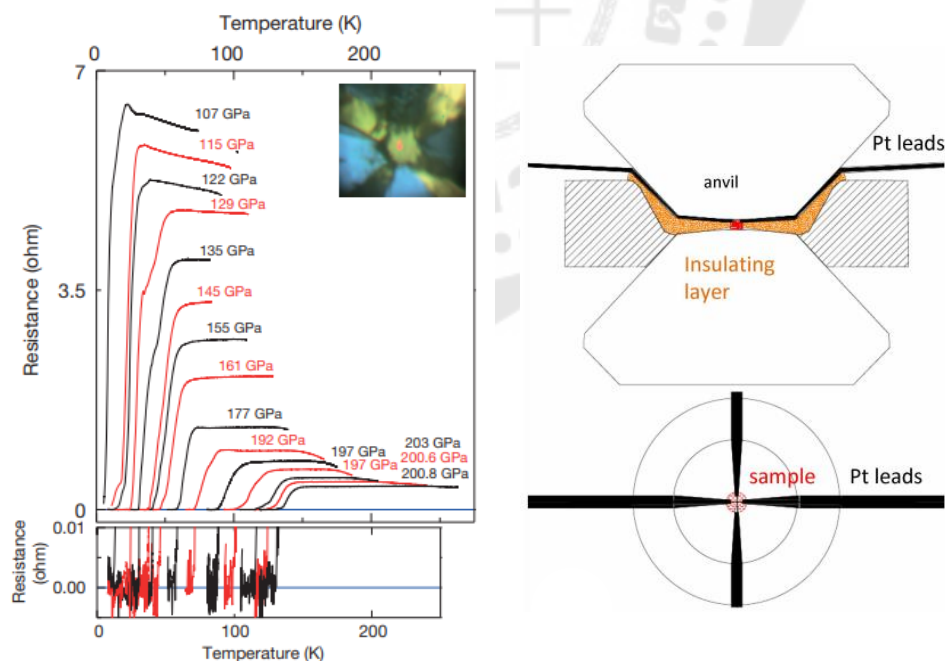 Temperature (K)
0 100 200
7
107 GPa
115 GPa
122 GPa
129 GPa
135 GPa
145 GPa
155 GPa
161 GPa
177 GPa
192 GPa
197 GPa
203 GPa
200.6 GPa
197 GPa
200.8 GPa
3.5
0
Resistance (ohm)
0.01
0.00
Resistance
(ohm)
0 100 200
Temperature (K)
Pt leads
anvil
Insulating
layer
sample
Pt leads